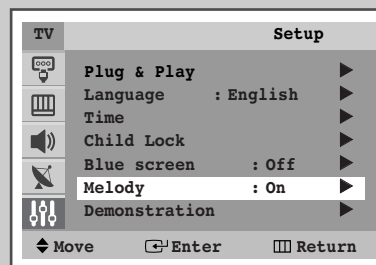 TV Setup
Plug & Play
Language : English
Time
Child Lock
Blue screen : Off
Melody : On
Demonstration
Move Enter Return